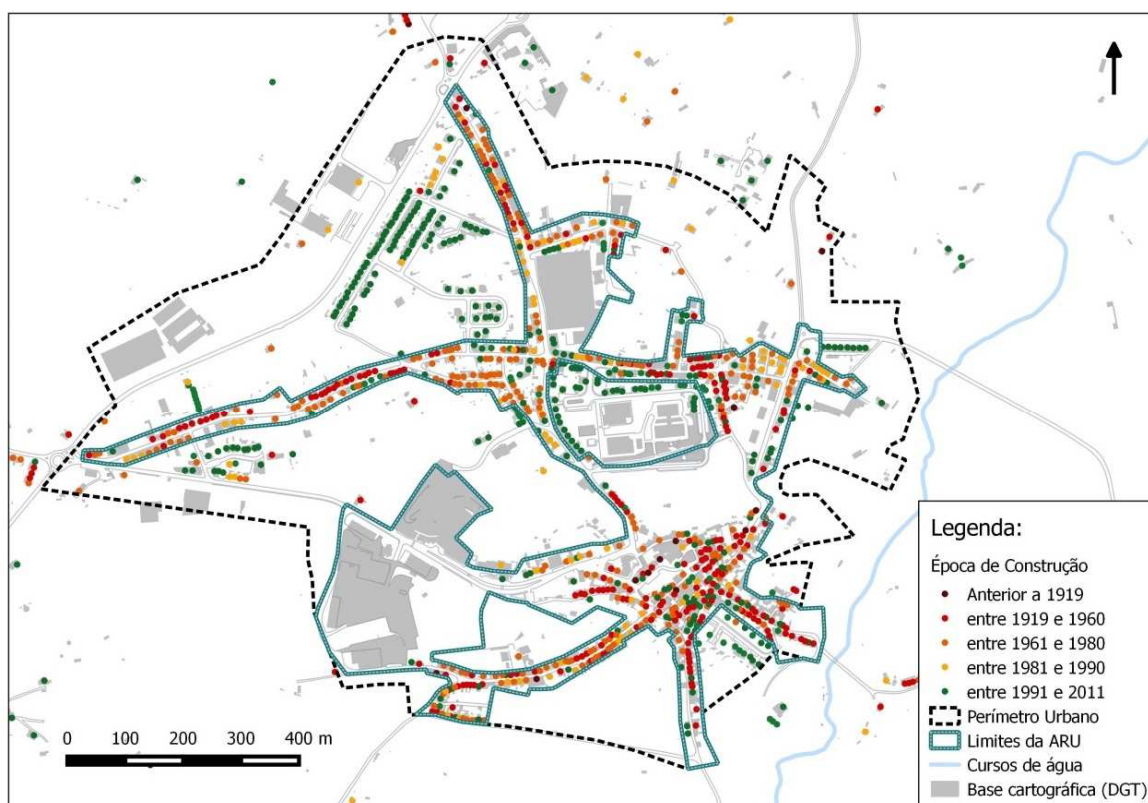 Legenda:
Época de Construção
Anterior a 1919
entre 1919 e 1960
entre 1961 e 1980
entre 1981 e 1990
entre 1991 e 2011
Perímetro Urbano
Limites da ARU
Cursos de água
Base cartográfica (DGT)
0 100 200 300 400 m